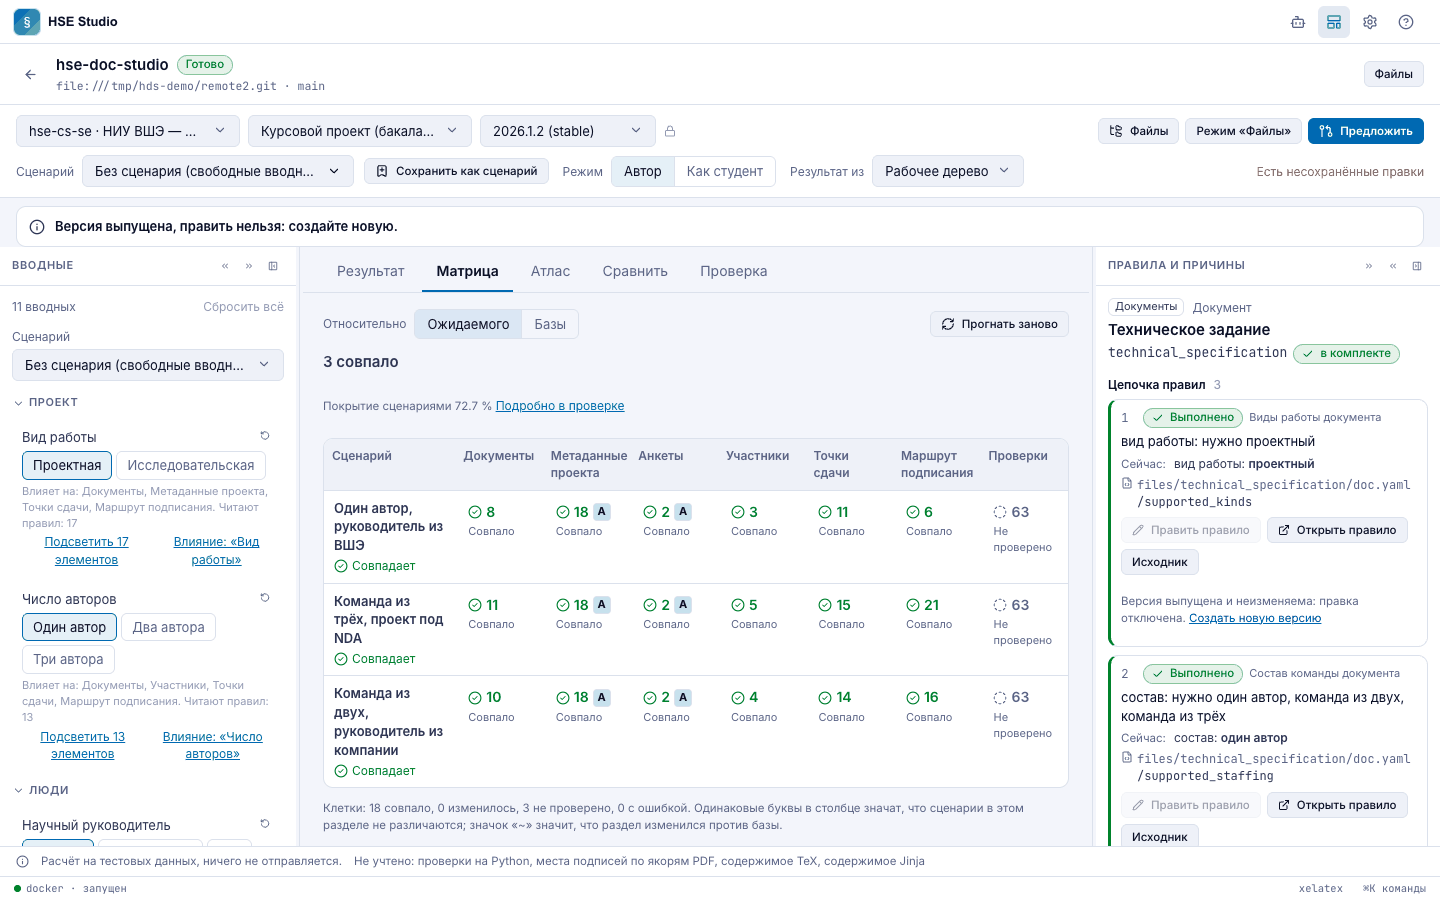 § HSE Studio
hse-doc-studio Готово
file:///tmp/hds-demo/remote2.git · main
Файлы
hse-cs-se · НИУ ВШЭ — ...
Курсовой проект (бакала...
2026.1.2 (stable)
Файлы
Режим «Файлы»
Предложить
Сценарий
Без сценария (свободные вводн...
Сохранить как сценарий
Режим
Автор
Как студент
Результат из
Рабочее дерево
Есть несохранённые правки
Версия выпущена, править нельзя: создайте новую.
ВВОДНЫЕ « »
11 вводных Сбросить всё
Сценарий
Без сценария (свободные вводн...
ПРОЕКТ
Вид работы
Проектная Исследовательская
Влияет на: Документы, Метаданные проекта,
Точки сдачи, Маршрут подписания. Читают
правил: 17
Подсветить 17
элементов
Влияние: «Вид
работы»
Число авторов
Один автор Два автора
Три автора
Влияет на: Документы, Участники, Точки
сдачи, Маршрут подписания. Читают правил:
13
Подсветить 13
элементов
Влияние: «Число
авторов»
ЛЮДИ
Научный руководитель
Результат Матрица Атлас Сравнить Проверка
Относительно Ожидаемого Базы
Прогнать заново
3 совпало
Покрытие сценариями 72.7 % Подробно в проверке
Сценарий Документы Метаданные проекта Анкеты Участники Точки сдачи Маршрут подписания Проверки
Один автор,
руководитель из
ВШЭ
Совпадает
8 18 A 2 A 3 11 6 63
Совпало Совпало Совпало Совпало Совпало Совпало Не проверено
Команда из
трёх, проект под
NDA
Совпадает
11 18 A 2 A 5 15 21 63
Совпало Совпало Совпало Совпало Совпало Совпало Не проверено
Команда из
двух,
руководитель из
компании
Совпадает
10 18 A 2 A 4 14 16 63
Совпало Совпало Совпало Совпало Совпало Совпало Не проверено
Клетки: 18 совпало, 0 изменилось, 3 не проверено, 0 с ошибкой. Одинаковые буквы в столбце значат, что сценарии в этом
разделе не различаются; значок «~» значит, что раздел изменился против базы.
ПРАВИЛА И ПРИЧИНЫ » «
Документы Документ
Техническое задание
technical_specification в комплекте
Цепочка правил 3
1 Выполнено Виды работы документа
вид работы: нужно проектный
Сейчас: вид работы: проектный
files/technical_specification/doc.yaml
/supported_kinds
Править правило Открыть правило
Исходник
Версия выпущена и неизменяема: правка
отключена. Создать новую версию
2 Выполнено Состав команды документа
состав: нужно один автор, команда из двух,
команда из трёх
Сейчас: состав: один автор
files/technical_specification/doc.yaml
/supported_staffing
Править правило Открыть правило
Исходник
Расчёт на тестовых данных, ничего не отправляется. Не учтено: проверки на Python, места подписей по якорям PDF, содержимое TeX, содержимое Jinja
docker · запущен
xelatex ⌘K команды